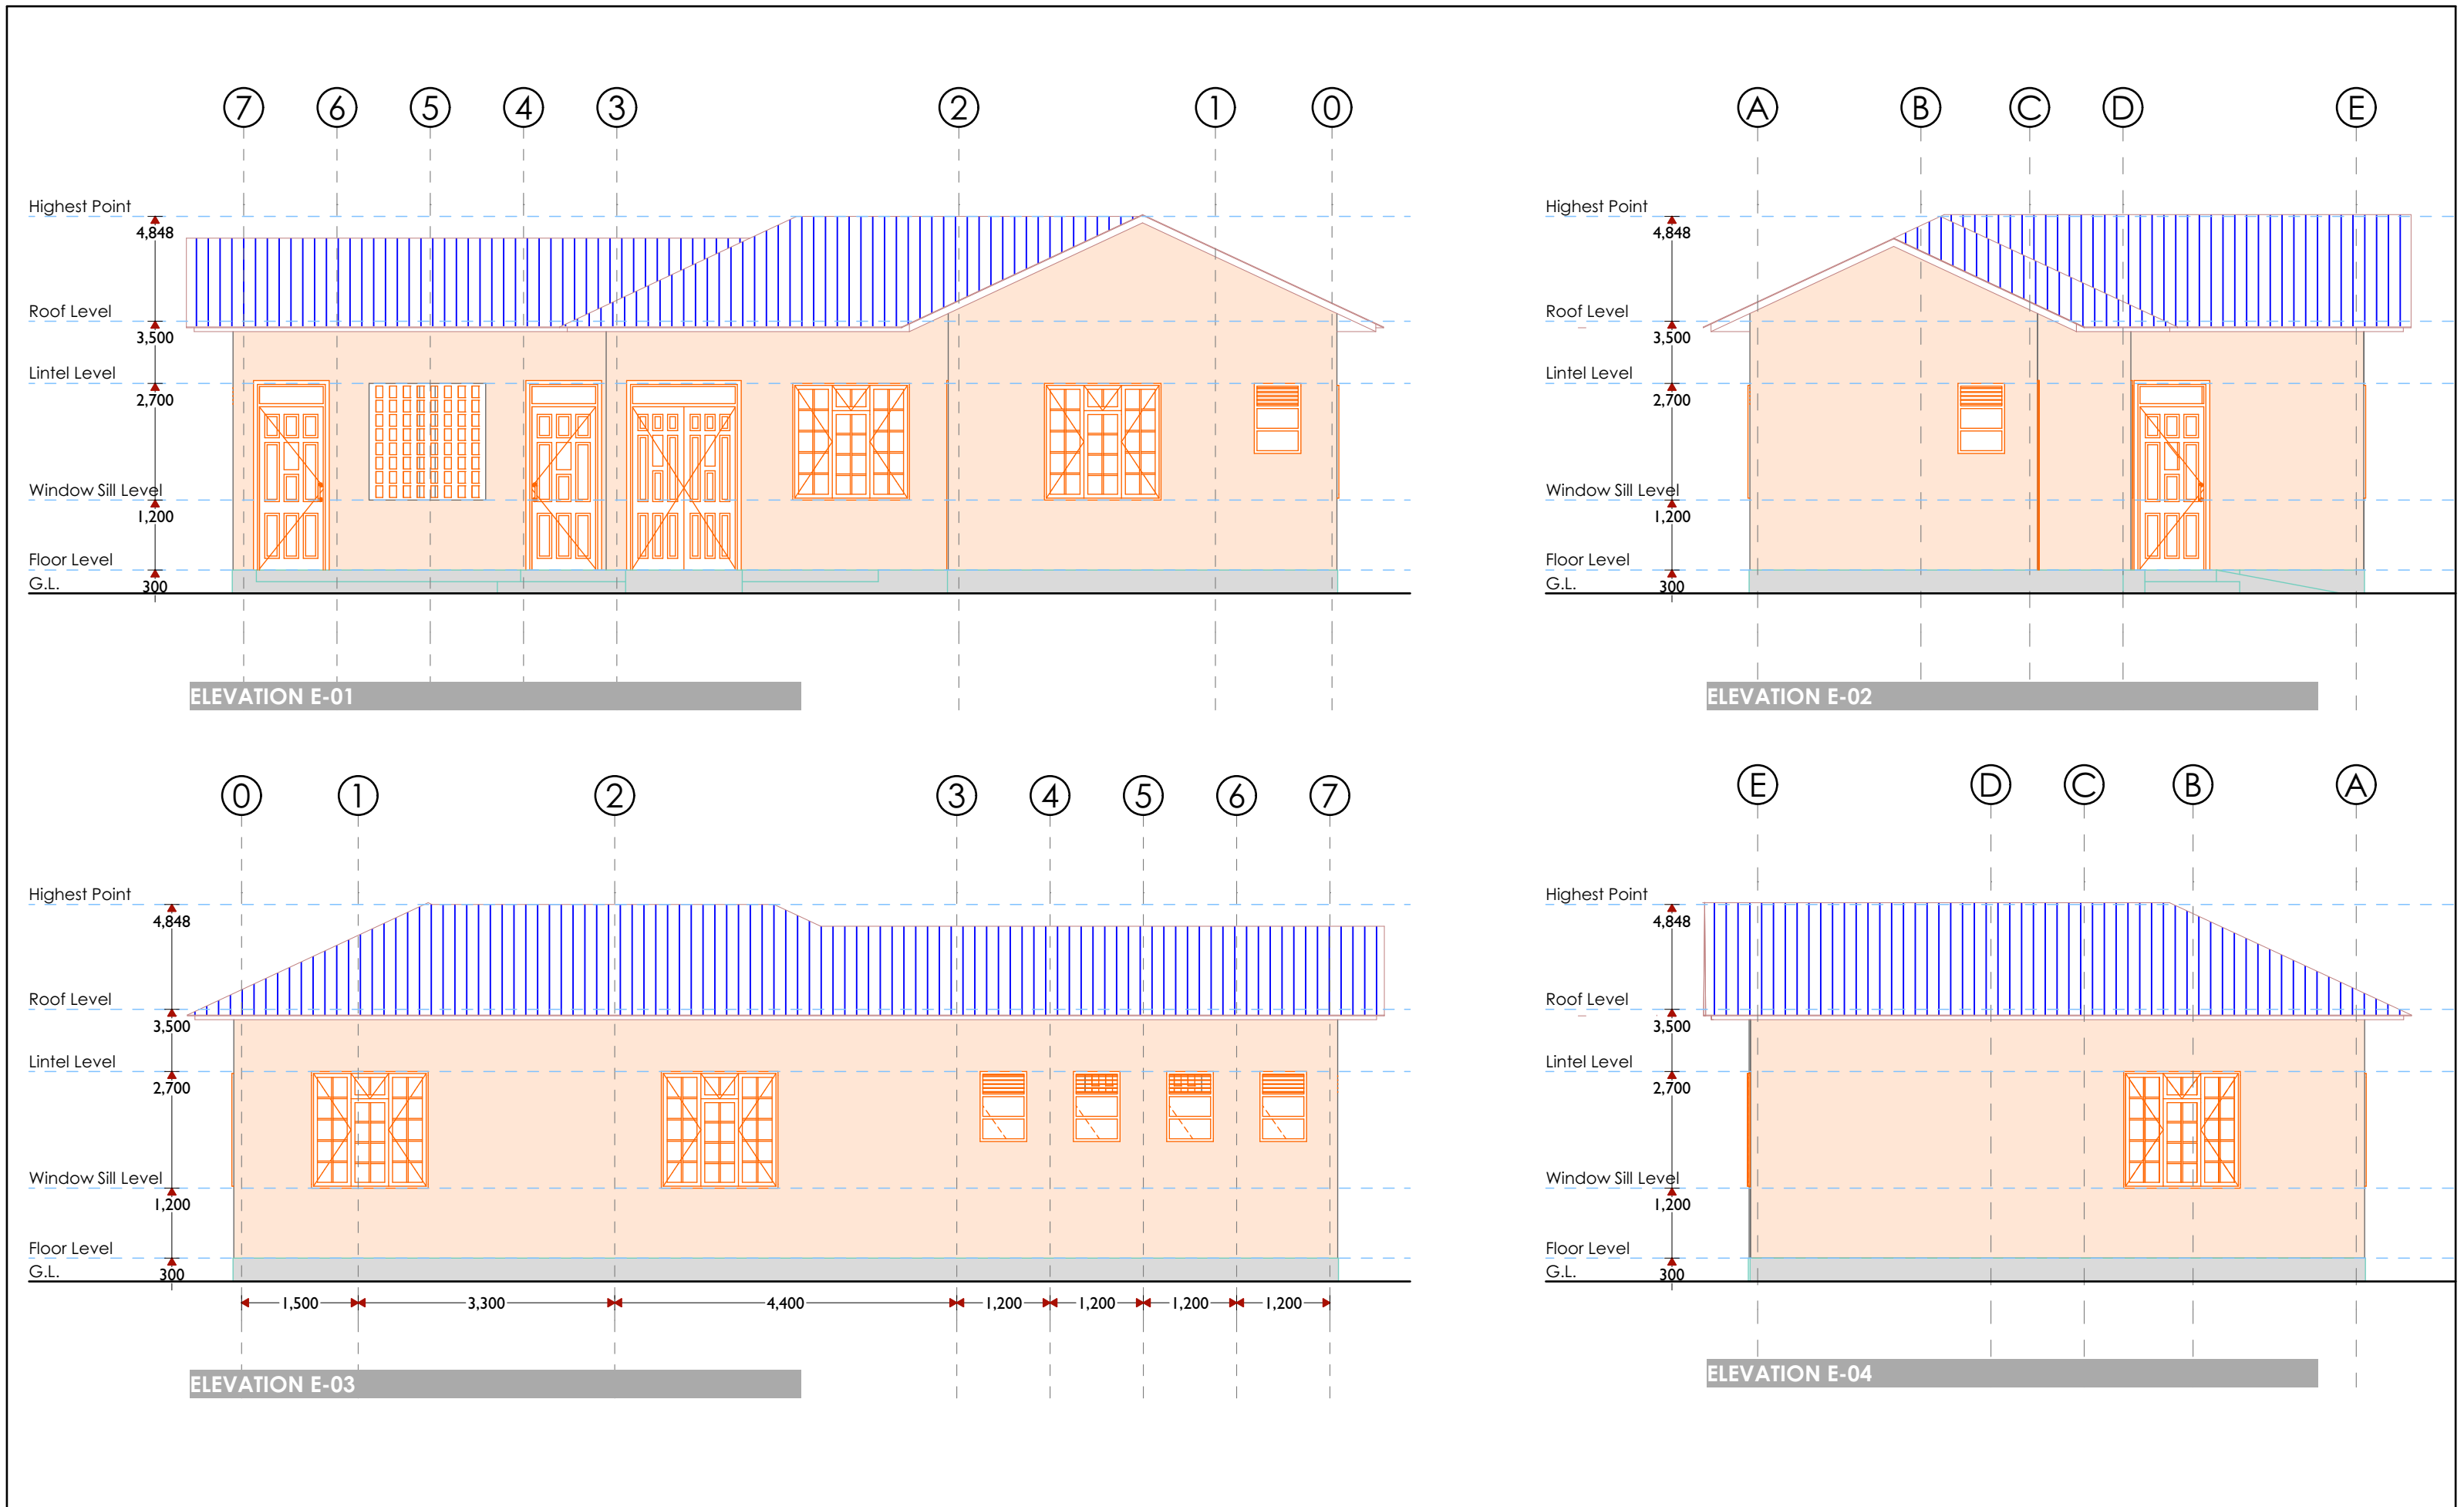 7 6 5 4 3 2 1 0
Highest Point
4,848
Roof Level
3,500
Lintel Level
2,700
Window Sill Level
1,200
Floor Level
G.L.
300
ELEVATION E-01
A B C D E
Highest Point
4,848
Roof Level
3,500
Lintel Level
2,700
Window Sill Level
1,200
Floor Level
G.L.
300
ELEVATION E-02
0 1 2 3 4 5 6 7
Highest Point
4,848
Roof Level
3,500
Lintel Level
2,700
Window Sill Level
1,200
Floor Level
G.L.
300
1,500 3,300 4,400 1,200 1,200 1,200 1,200
ELEVATION E-03
E D C B A
Highest Point
4,848
Roof Level
3,500
Lintel Level
2,700
Window Sill Level
1,200
Floor Level
G.L.
300
ELEVATION E-04